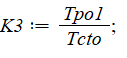 K3 := Tpo1 / Tcto;